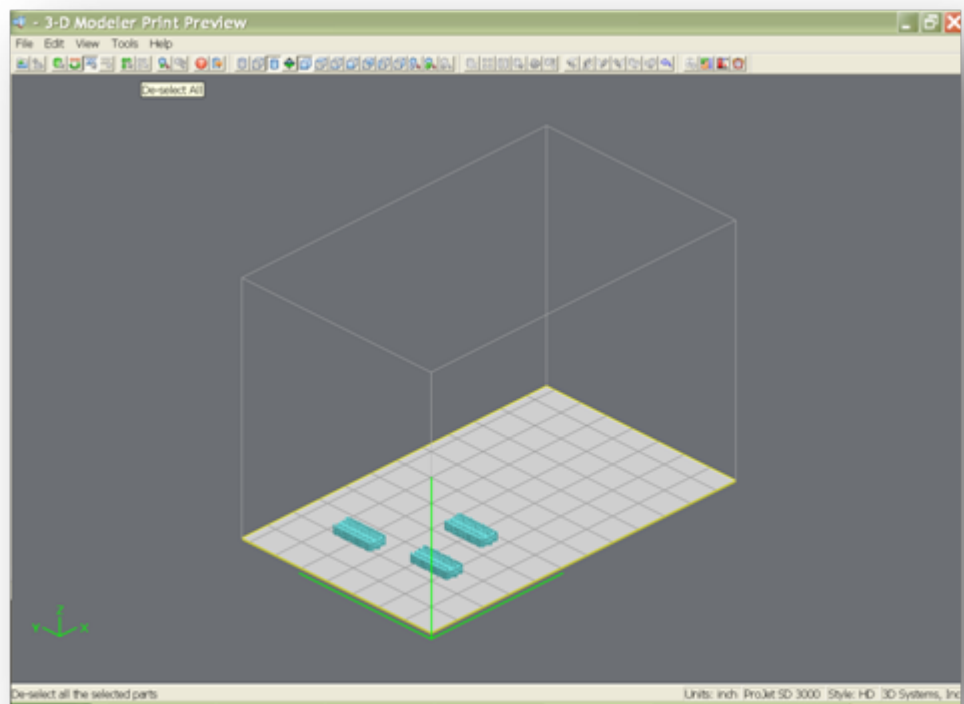 - 3-D Modeler Print Preview
File Edit View Tools Help
De-select All
Z
Y X
De-select all the selected parts
Units: inch ProJet SD 3000 Style: HD 3D Systems, Inc